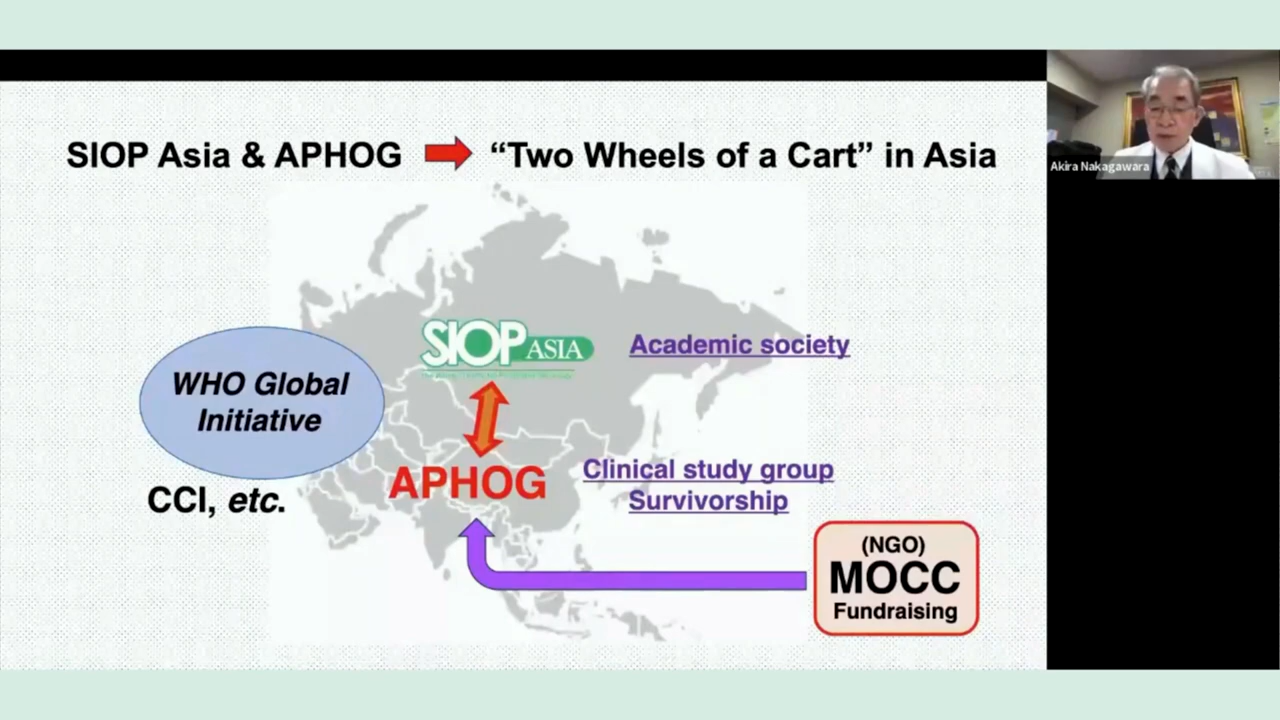 SIOP Asia & APHOG “Two Wheels of a Cart” in Asia
Akira Nakagawara
SIOP ASIA
Academic society
WHO Global
Initiative
CCI, etc.
APHOG
Clinical study group
Survivorship
(NGO)
MOCC
Fundraising